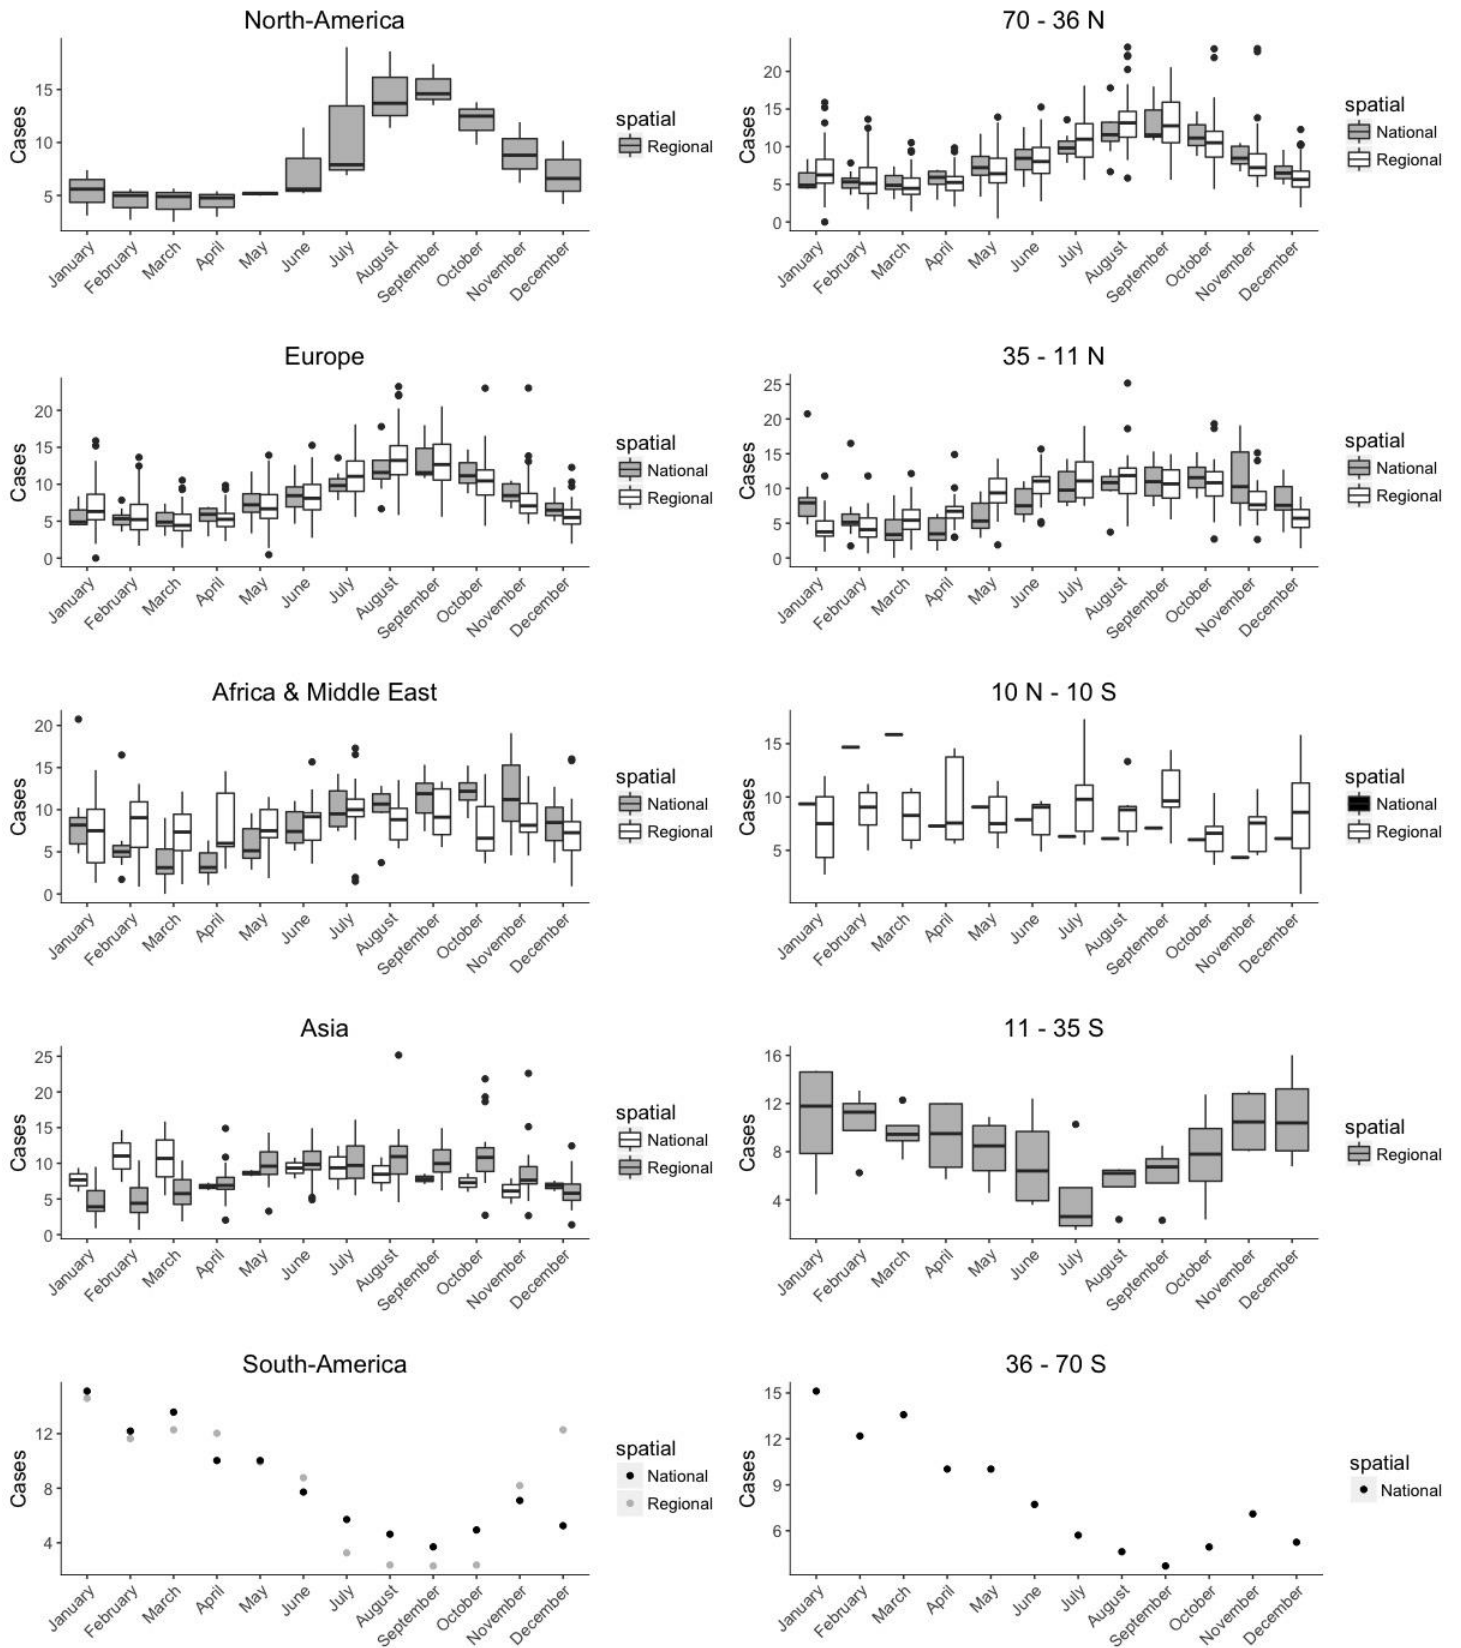 North-America
Cases
15
10
5
January
February
March
April
May
June
July
August
September
October
November
December
spatial
Regional
70 - 36 N
Cases
20
15
10
5
0
January
February
March
April
May
June
July
August
September
October
November
December
spatial
National
Regional
Europe
Cases
20
15
10
5
0
January
February
March
April
May
June
July
August
September
October
November
December
spatial
National
Regional
35 - 11 N
Cases
25
20
15
10
5
0
January
February
March
April
May
June
July
August
September
October
November
December
spatial
National
Regional
Africa & Middle East
Cases
20
15
10
5
0
January
February
March
April
May
June
July
August
September
October
November
December
spatial
National
Regional
10 N - 10 S
Cases
15
10
5
January
February
March
April
May
June
July
August
September
October
November
December
spatial
National
Regional
Asia
Cases
25
20
15
10
5
0
January
February
March
April
May
June
July
August
September
October
November
December
spatial
National
Regional
11 - 35 S
Cases
16
12
8
4
January
February
March
April
May
June
July
August
September
October
November
December
spatial
Regional
South-America
Cases
12
8
4
January
February
March
April
May
June
July
August
September
October
November
December
spatial
National
Regional
36 - 70 S
Cases
15
12
9
6
January
February
March
April
May
June
July
August
September
October
November
December
spatial
National